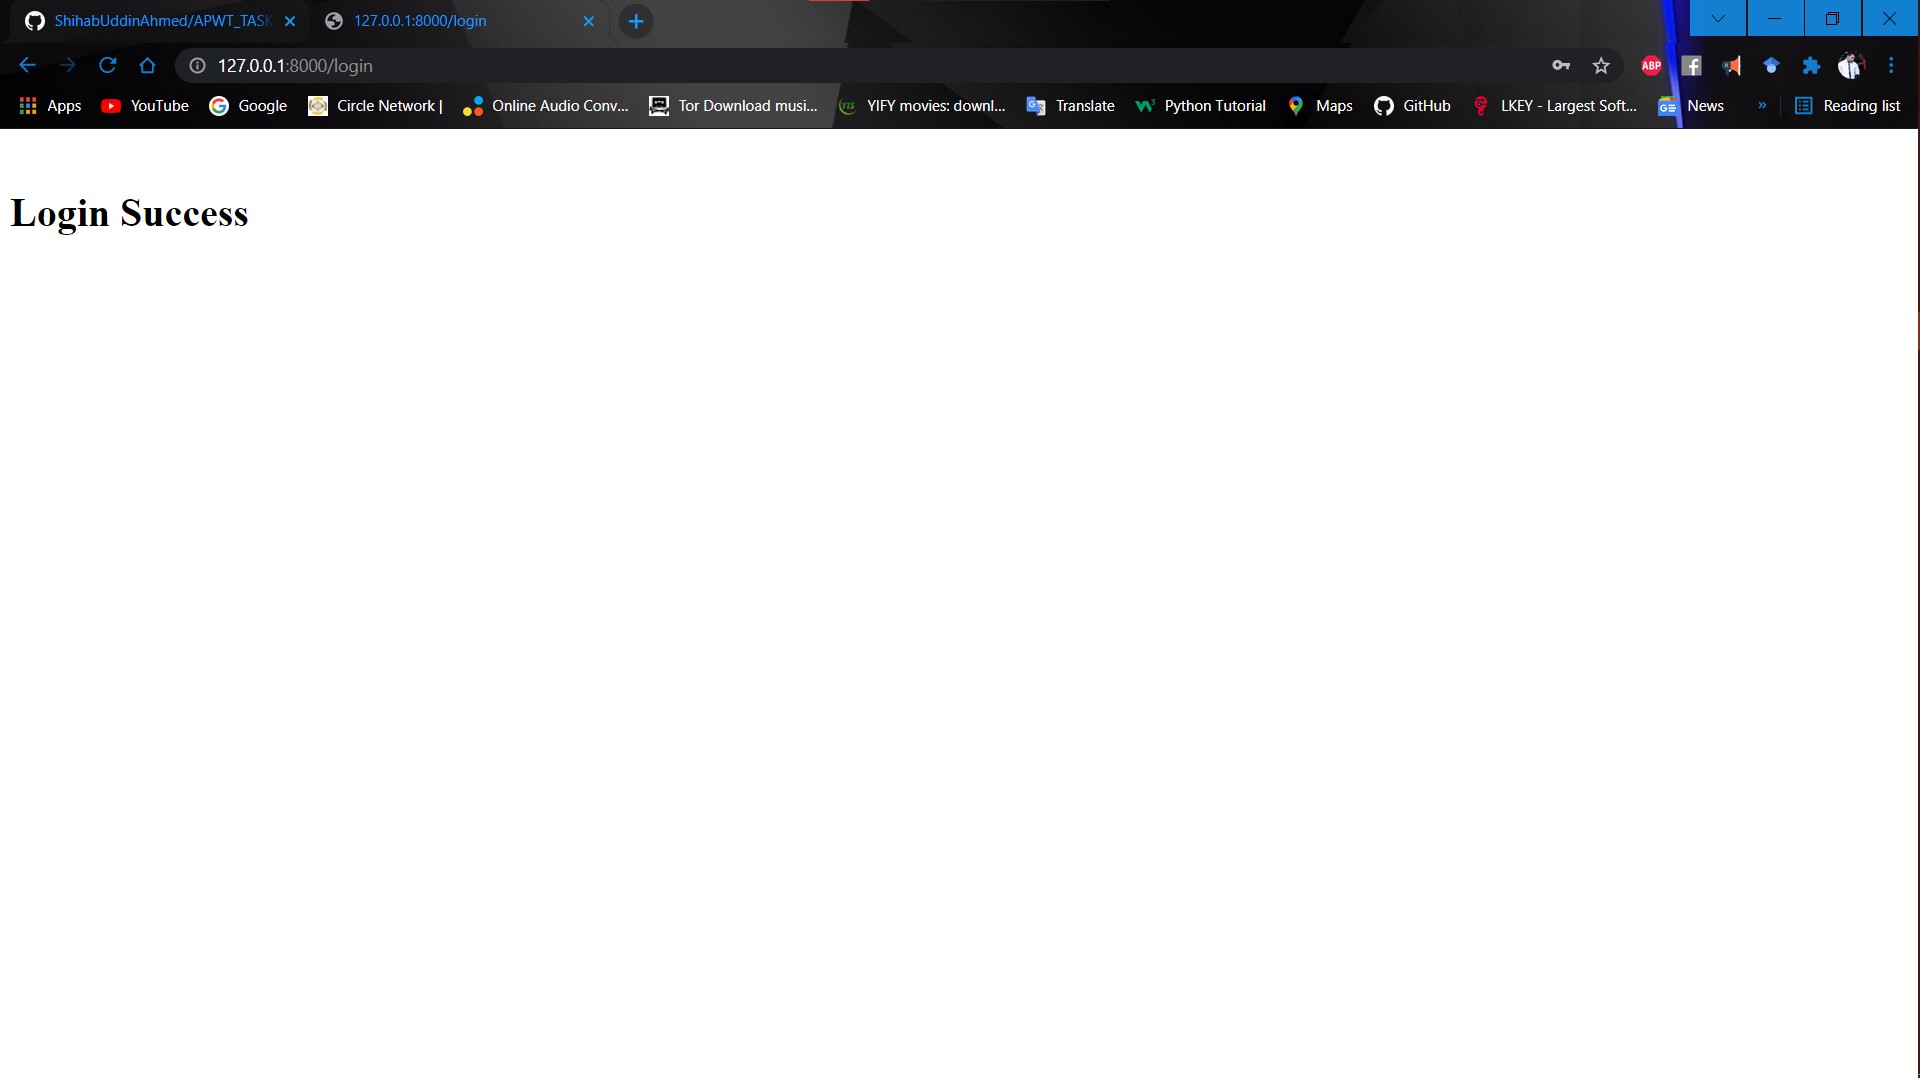 ShihabUddinAhmed/APWT_TASK
127.0.0.1:8000/login
127.0.0.1:8000/login
ABP
Apps YouTube Google Circle Network | Online Audio Conv... Tor Download musi... YIFY movies: downl... Translate Python Tutorial Maps GitHub LKEY - Largest Soft... News » Reading list
Login Success